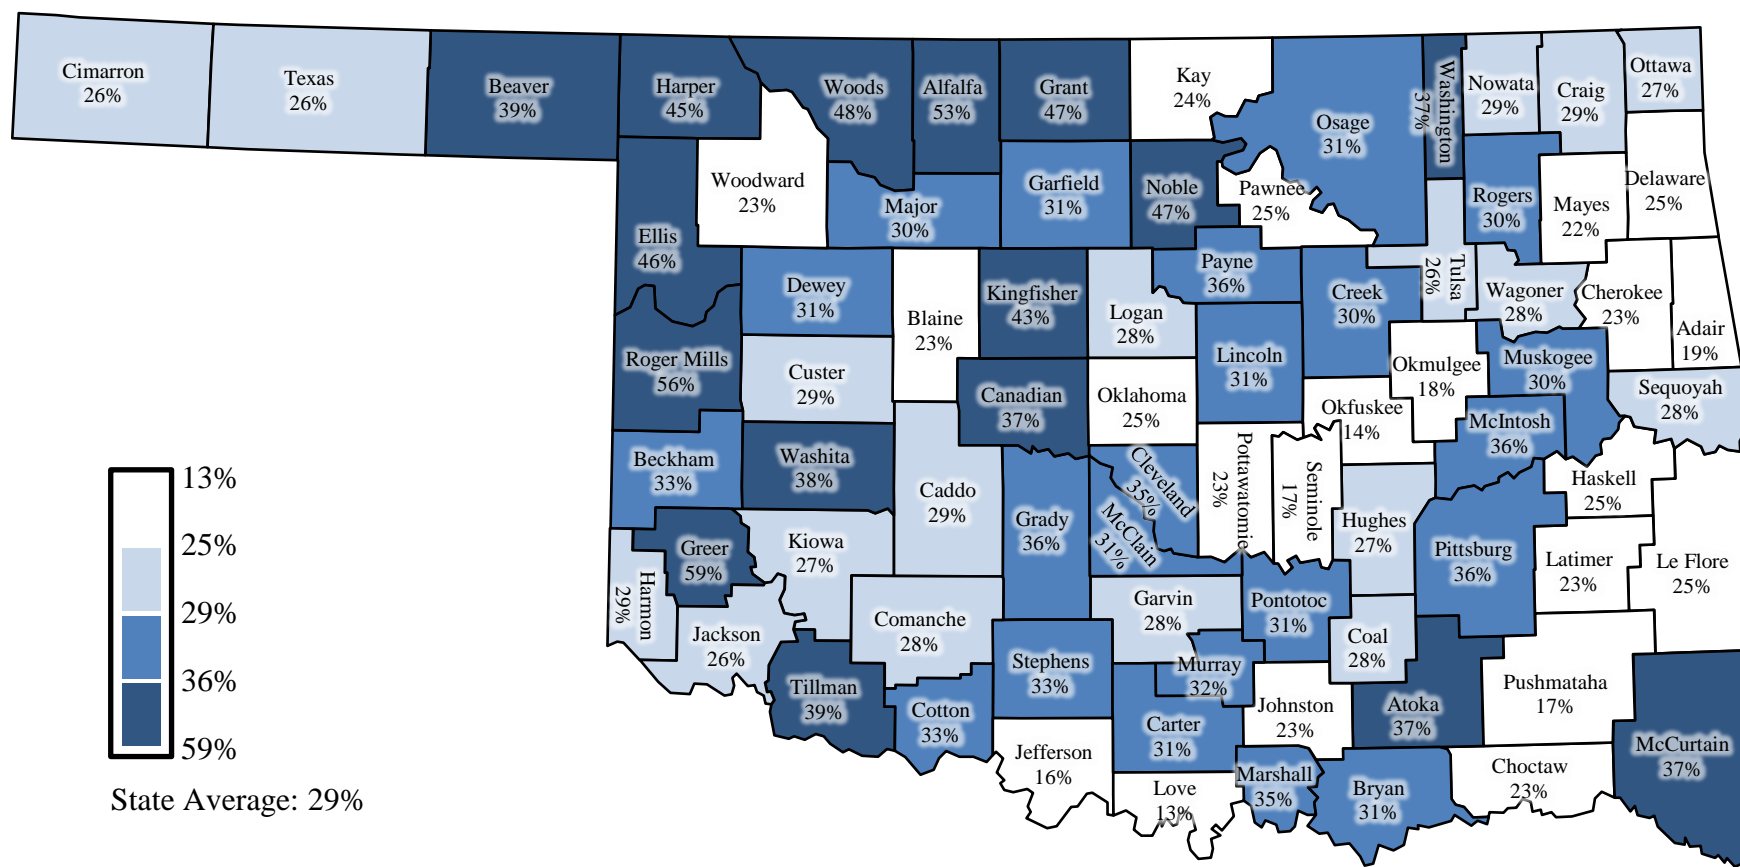 Cimarron
26%
Texas
26%
Beaver
39%
Harper
45%
Woods
48%
Alfalfa
53%
Grant
47%
Kay
24%
Osage
31%
Washington
37%
Nowata
29%
Craig
29%
Ottawa
27%
Woodward
23%
Major
30%
Garfield
31%
Noble
47%
Pawnee
25%
Rogers
30%
Mayes
22%
Delaware
25%
Ellis
46%
Dewey
31%
Blaine
23%
Kingfisher
43%
Logan
28%
Payne
36%
Creek
30%
Tulsa
26%
Wagoner
28%
Cherokee
23%
Adair
19%
Roger Mills
56%
Custer
29%
Canadian
37%
Oklahoma
25%
Lincoln
31%
Okfuskee
14%
Okmulgee
18%
Muskogee
30%
McIntosh
36%
Sequoyah
28%
Beckham
33%
Washita
38%
Caddo
29%
Grady
36%
Cleveland
35%
McClain
31%
Pottawatomie
23%
Seminole
17%
Hughes
27%
Pittsburg
36%
Haskell
25%
Latimer
23%
Le Flore
25%
Harmon
29%
Greer
59%
Kiowa
27%
Jackson
26%
Comanche
28%
Garvin
28%
Pontotoc
31%
Coal
28%
Tillman
39%
Cotton
33%
Stephens
33%
Murray
32%
Carter
31%
Johnston
23%
Atoka
37%
Pushmataha
17%
McCurtain
37%
Jefferson
16%
Love
13%
Marshall
35%
Bryan
31%
Choctaw
23%
13%
25%
29%
36%
59%
State Average: 29%